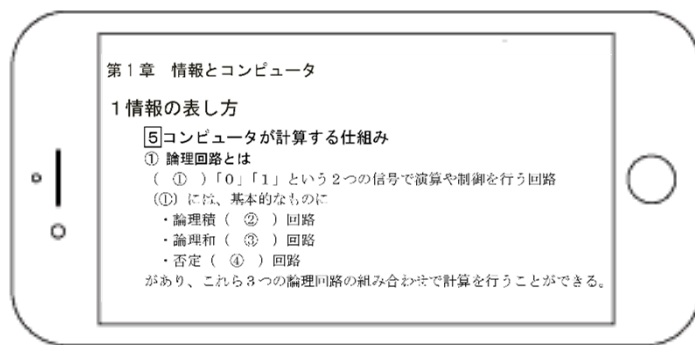 第1章　情報とコンピュータ
1情報の表し方
5コンピュータが計算する仕組み
① 論理回路とは
（　①　）「0」「1」という2つの信号で演算や制御を行う回路
（①）には、基本的なものに
・論理積（　②　）回路
・論理和（　③　）回路
・否定（　④　）回路
があり、これら3つの論理回路の組み合わせで計算を行うことができる。